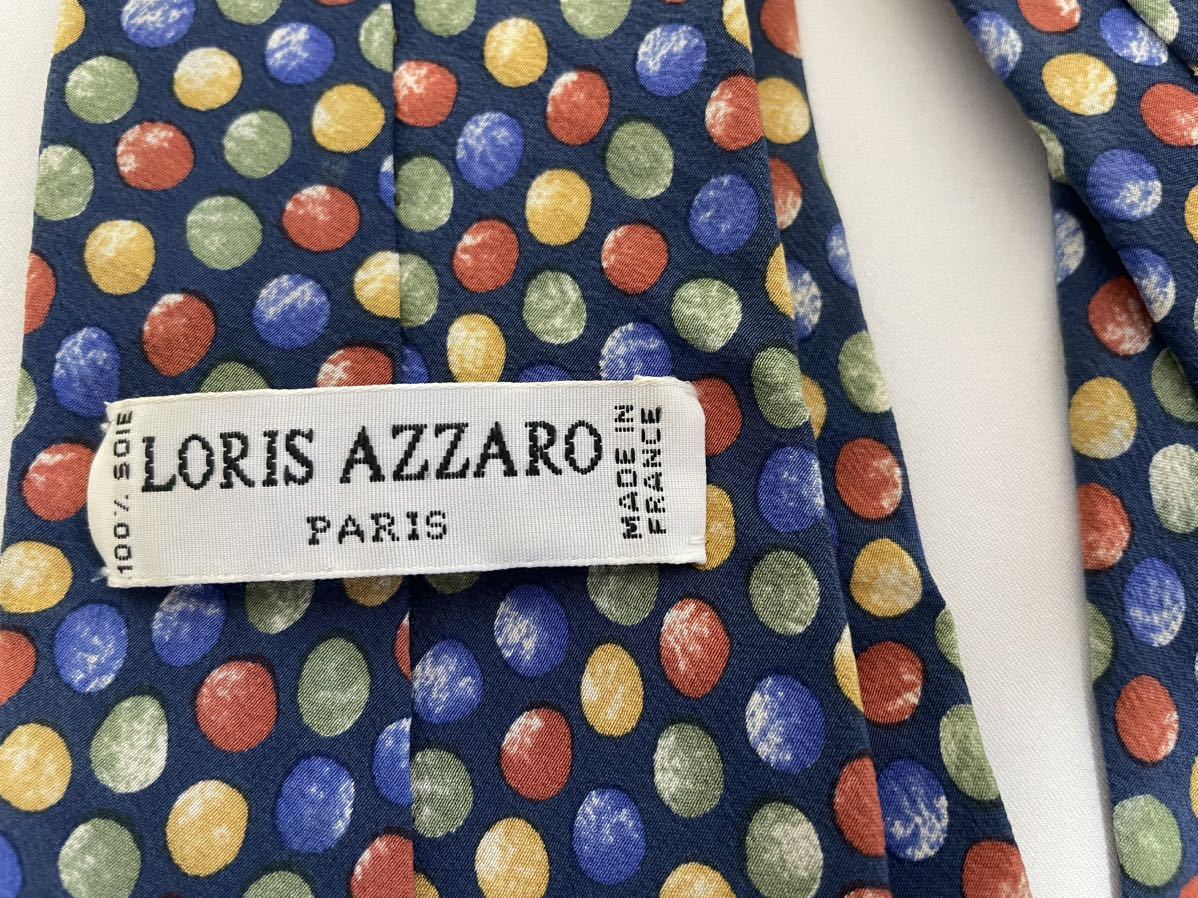 100% SOIE
LORIS AZZARO
PARIS
MADE IN
FRANCE